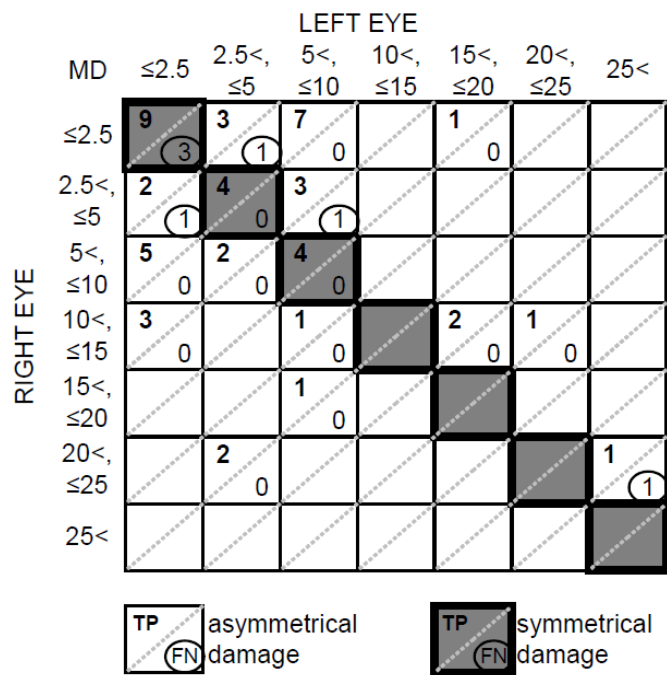 LEFT EYE
MD ≤2.5 2.5<, ≤5 5<, ≤10 10<, ≤15 15<, ≤20 20<, ≤25 25<
RIGHT EYE
≤2.5 9 3 3 1 7 0 1 0
2.5<, ≤5 2 1 4 0 3 1
5<, ≤10 5 0 2 0 4 0
10<, ≤15 3 0 1 0 2 0 1 0
15<, ≤20 1 0
20<, ≤25 2 0 1 1
25<
TP FN asymmetrical damage
TP FN symmetrical damage